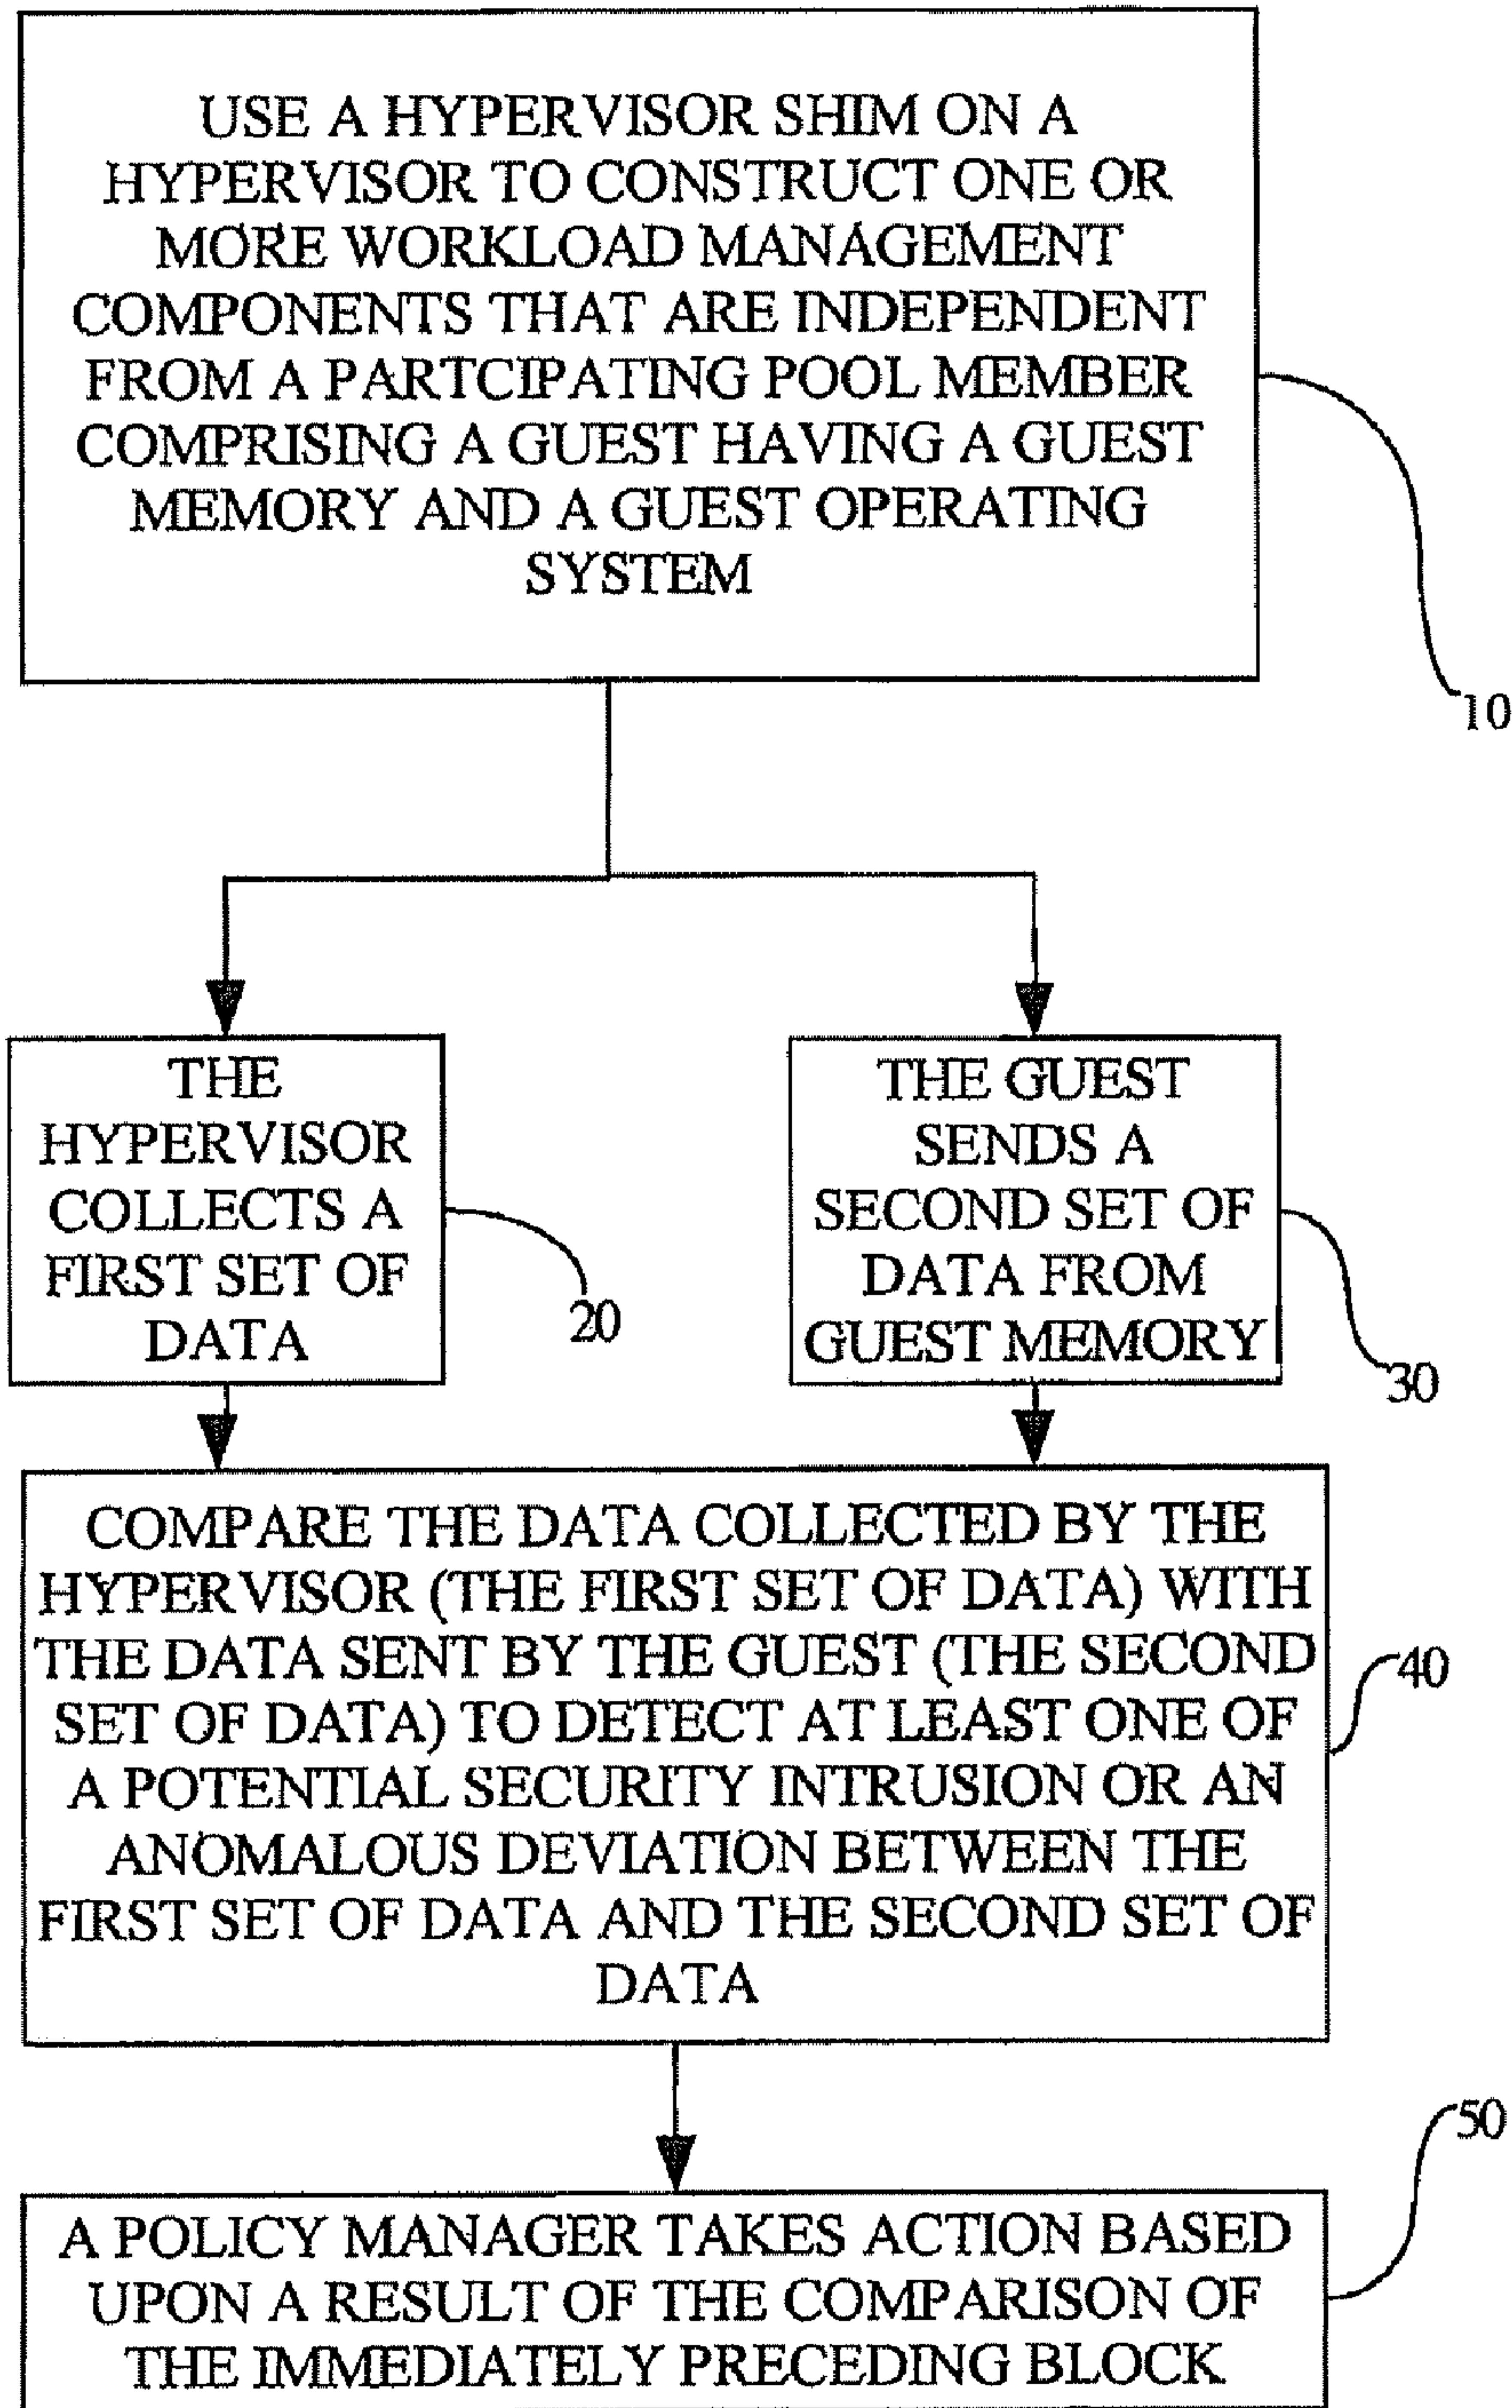 USE A HYPERVISOR SHIM ON A
HYPERVISOR TO CONSTRUCT ONE OR
MORE WORKLOAD MANAGEMENT
COMPONENTS THAT ARE INDEPENDENT
FROM A PARTCIPATING POOL MEMBER
COMPRISING A GUEST HAVING A GUEST
MEMORY AND A GUEST OPERATING
SYSTEM
10
THE
HYPERVISOR
COLLECTS A
FIRST SET OF
DATA
20
THE GUEST
SENDS A
SECOND SET OF
DATA FROM
GUEST MEMORY
30
COMPARE THE DATA COLLECTED BY THE
HYPERVISOR (THE FIRST SET OF DATA) WITH
THE DATA SENT BY THE GUEST (THE SECOND
SET OF DATA) TO DETECT AT LEAST ONE OF
A POTENTIAL SECURITY INTRUSION OR AN
ANOMALOUS DEVIATION BETWEEN THE
FIRST SET OF DATA AND THE SECOND SET OF
DATA
40
A POLICY MANAGER TAKES ACTION BASED
UPON A RESULT OF THE COMPARISON OF
THE IMMEDIATELY PRECEDING BLOCK
50